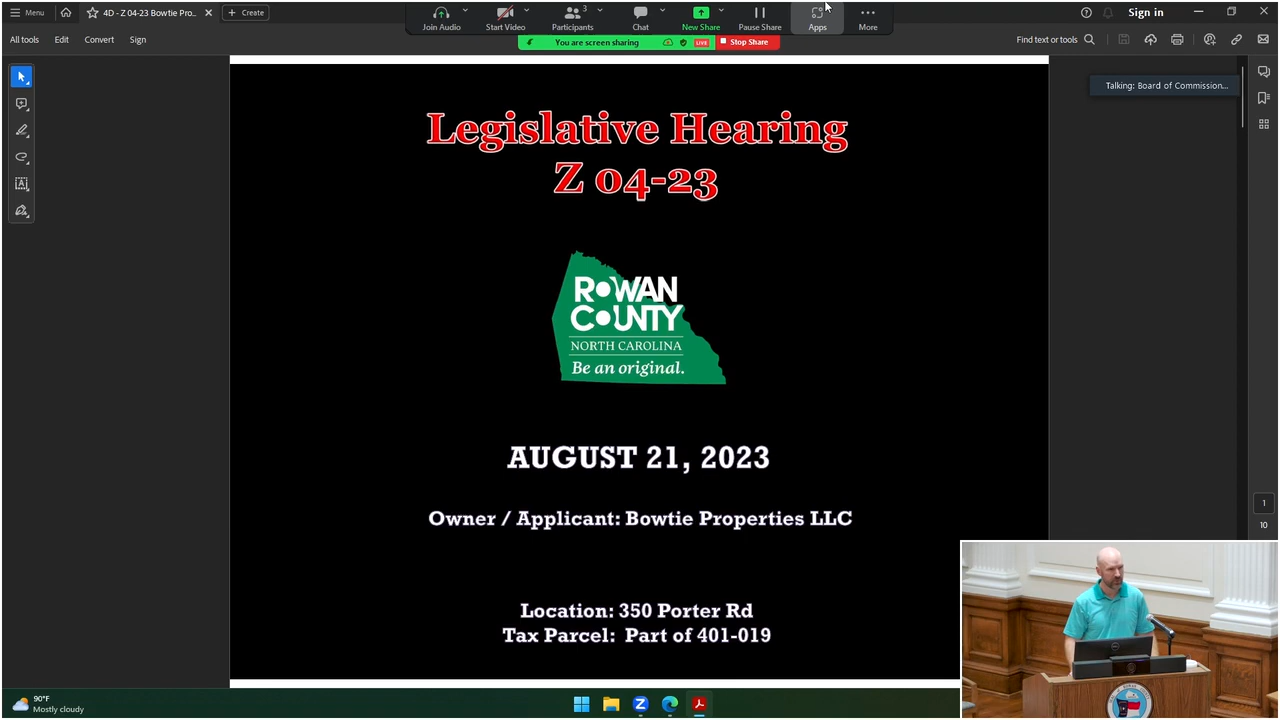 Menu
4D - Z 04-23 Bowtie Pro...
Create
Join Audio
Start Video
Participants
3
Chat
New Share
Pause Share
Apps
More
Sign in
You are screen sharing
LIVE
Stop Share
All tools
Edit
Convert
Sign
Find text or tools
Talking: Board of Commission...
Legislative Hearing
Z 04-23
ROWAN
COUNTY
NORTH CAROLINA
Be an original.
AUGUST 21, 2023
Owner / Applicant: Bowtie Properties LLC
Location: 350 Porter Rd
Tax Parcel: Part of 401-019
1
10
90°F
Mostly cloudy